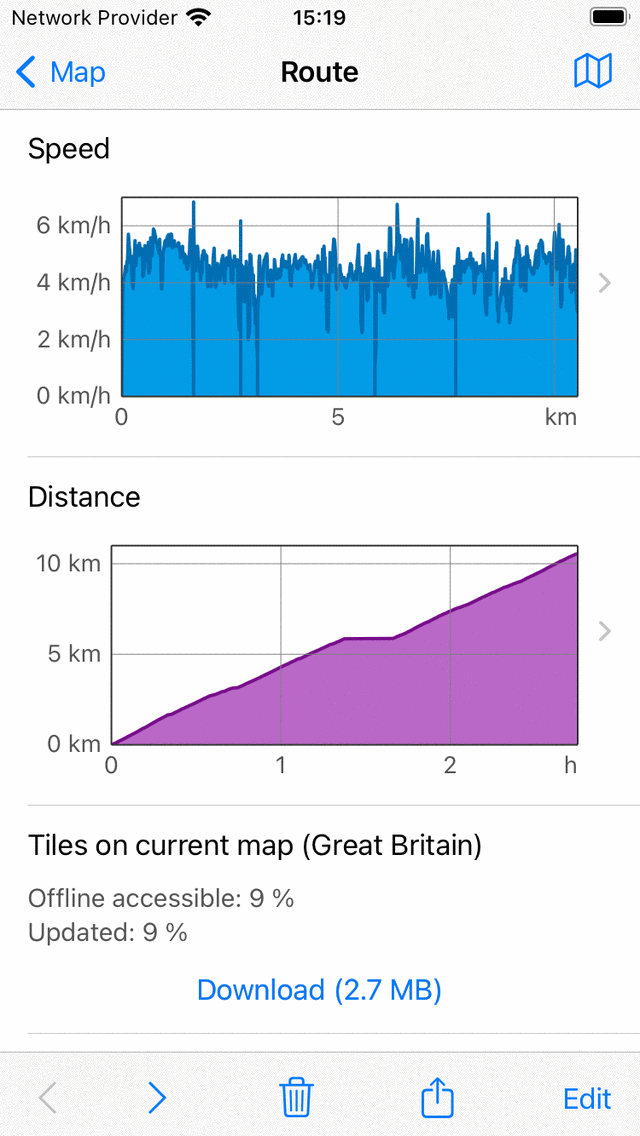 Network Provider 15:19
Map Route
Speed
6 km/h
4 km/h
2 km/h
0 km/h
0 5 km
Distance
10 km
5 km
0 km
0 1 2 h
Tiles on current map (Great Britain)
Offline accessible: 9 %
Updated: 9 %
Download (2.7 MB)
Edit